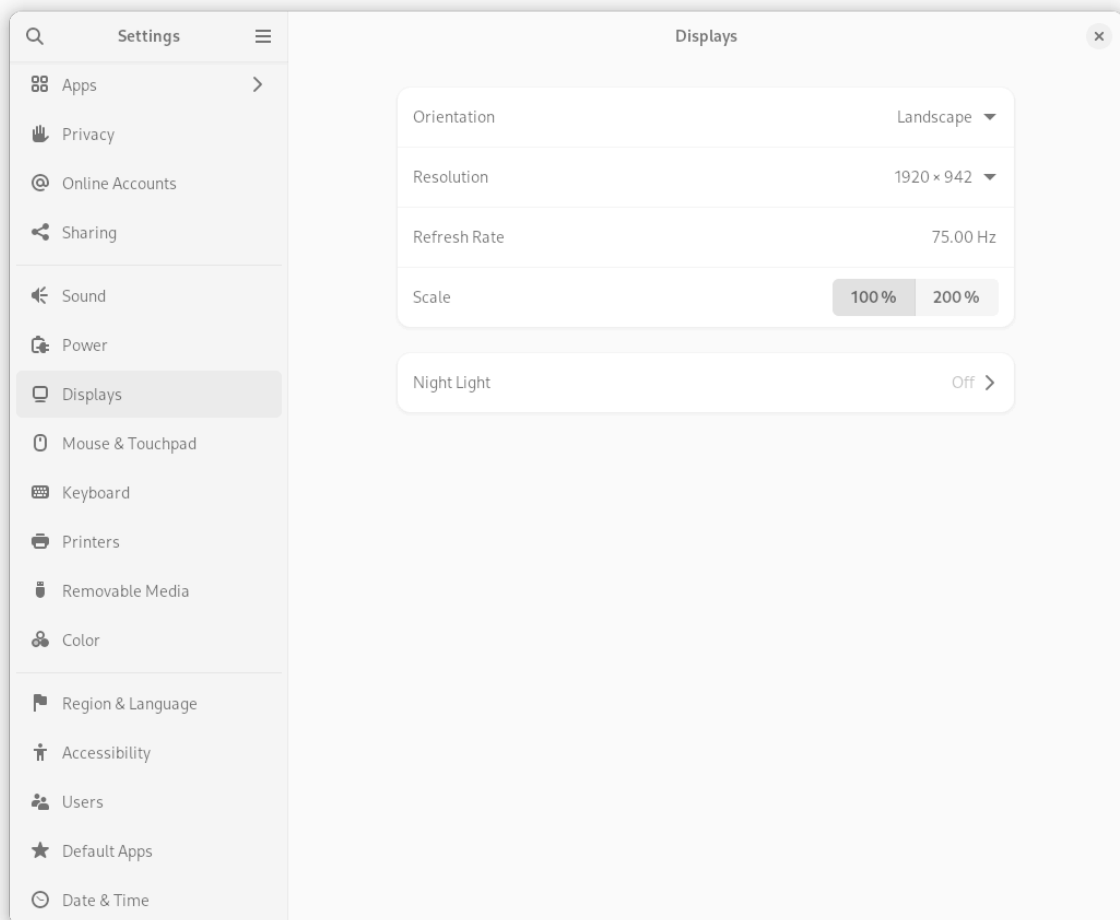 Settings
Displays
Apps
Privacy
Online Accounts
Sharing
Sound
Power
Displays
Mouse & Touchpad
Keyboard
Printers
Removable Media
Color
Region & Language
Accessibility
Users
Default Apps
Date & Time
Orientation Landscape
Resolution 1920 × 942
Refresh Rate 75.00 Hz
Scale 100 % 200 %
Night Light Off